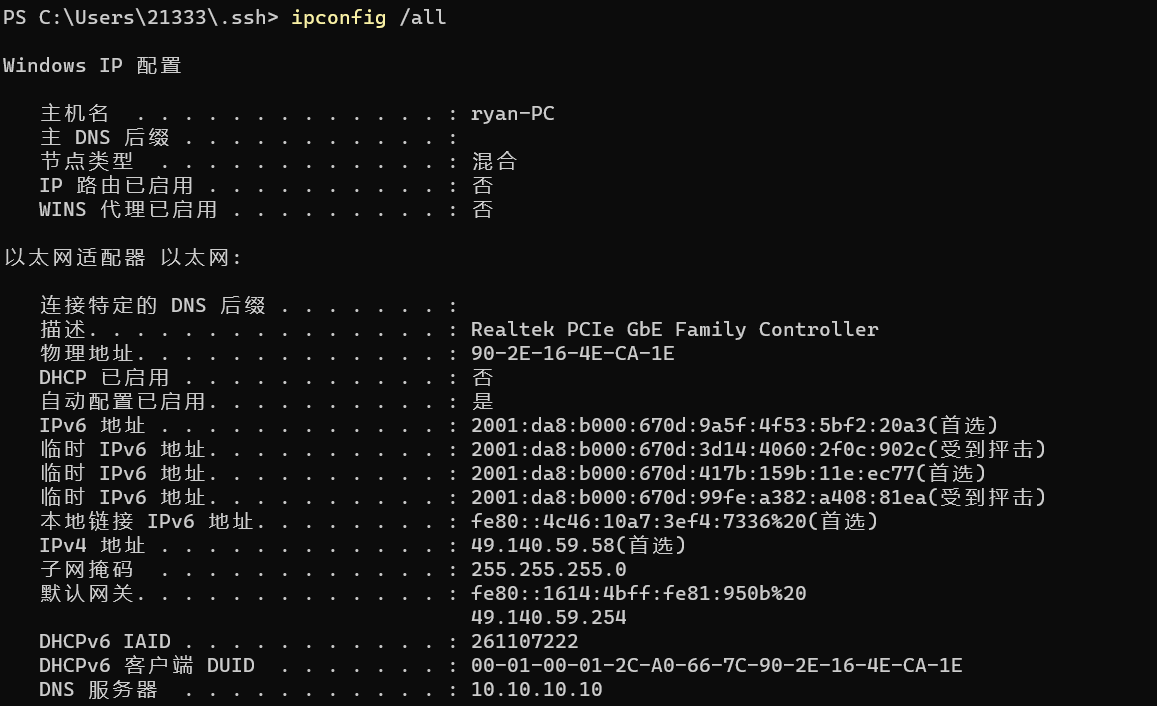 PS C:\Users\21333\.ssh> ipconfig /all
Windows IP 配置
主机名 . . . . . . . . . . . . . : ryan-PC
主 DNS 后缀 . . . . . . . . . . . :
节点类型 . . . . . . . . . . . . : 混合
IP 路由已启用 . . . . . . . . . . : 否
WINS 代理已启用 . . . . . . . . . : 否
以太网适配器 以太网:
连接特定的 DNS 后缀 . . . . . . . :
描述. . . . . . . . . . . . . . . : Realtek PCIe GbE Family Controller
物理地址. . . . . . . . . . . . . : 90-2E-16-4E-CA-1E
DHCP 已启用 . . . . . . . . . . . : 否
自动配置已启用. . . . . . . . . . : 是
IPv6 地址 . . . . . . . . . . . . : 2001:da8:b000:670d:9a5f:4f53:5bf2:20a3(首选)
临时 IPv6 地址. . . . . . . . . . : 2001:da8:b000:670d:3d14:4060:2f0c:902c(受到抨击)
临时 IPv6 地址. . . . . . . . . . : 2001:da8:b000:670d:417b:159b:11e:ec77(首选)
临时 IPv6 地址. . . . . . . . . . : 2001:da8:b000:670d:99fe:a382:a408:81ea(受到抨击)
本地链接 IPv6 地址. . . . . . . . : fe80::4c46:10a7:3ef4:7336%20(首选)
IPv4 地址 . . . . . . . . . . . . : 49.140.59.58(首选)
子网掩码 . . . . . . . . . . . . : 255.255.255.0
默认网关. . . . . . . . . . . . . : fe80::1614:4bff:fe81:950b%20
49.140.59.254
DHCPv6 IAID . . . . . . . . . . . : 261107222
DHCPv6 客户端 DUID . . . . . . . : 00-01-00-01-2C-A0-66-7C-90-2E-16-4E-CA-1E
DNS 服务器 . . . . . . . . . . . : 10.10.10.10